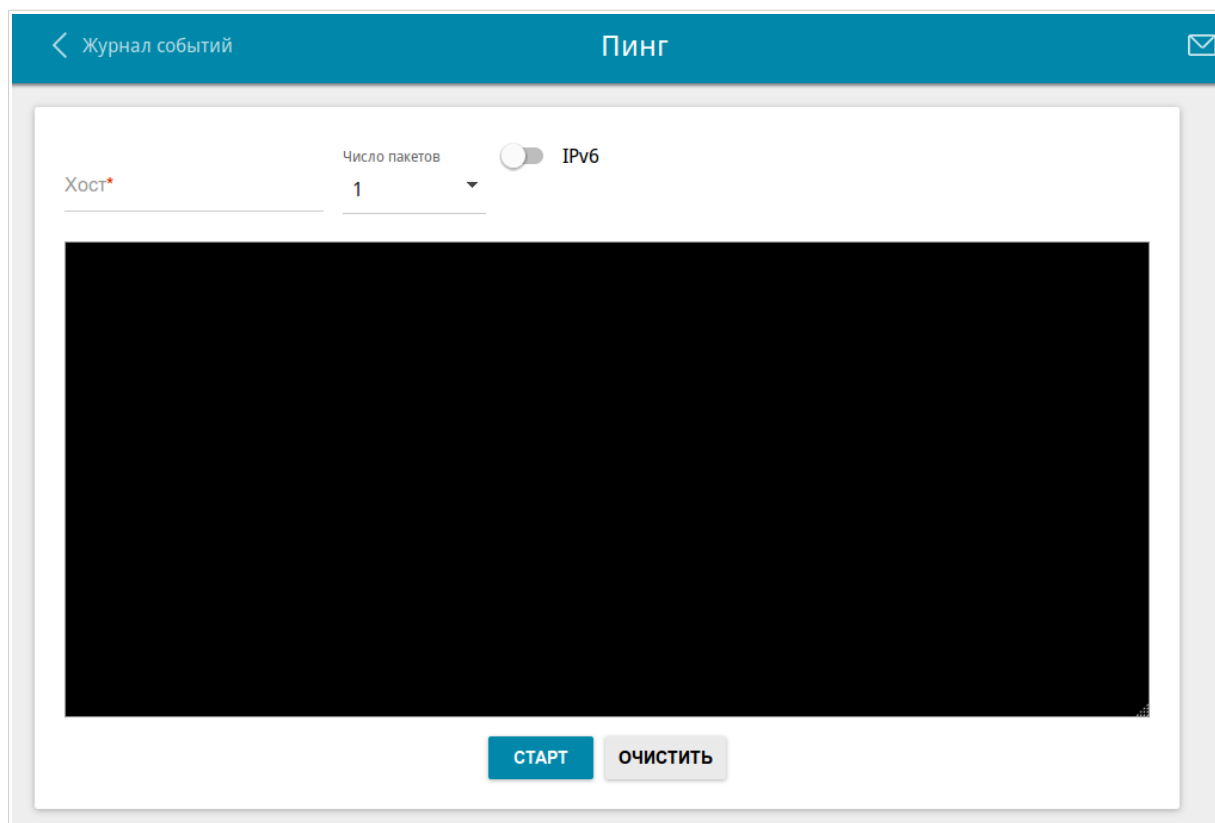 Журнал событий
Пинг
Хост*
Число пакетов
1
IPv6
СТАРТ
ОЧИСТИТЬ